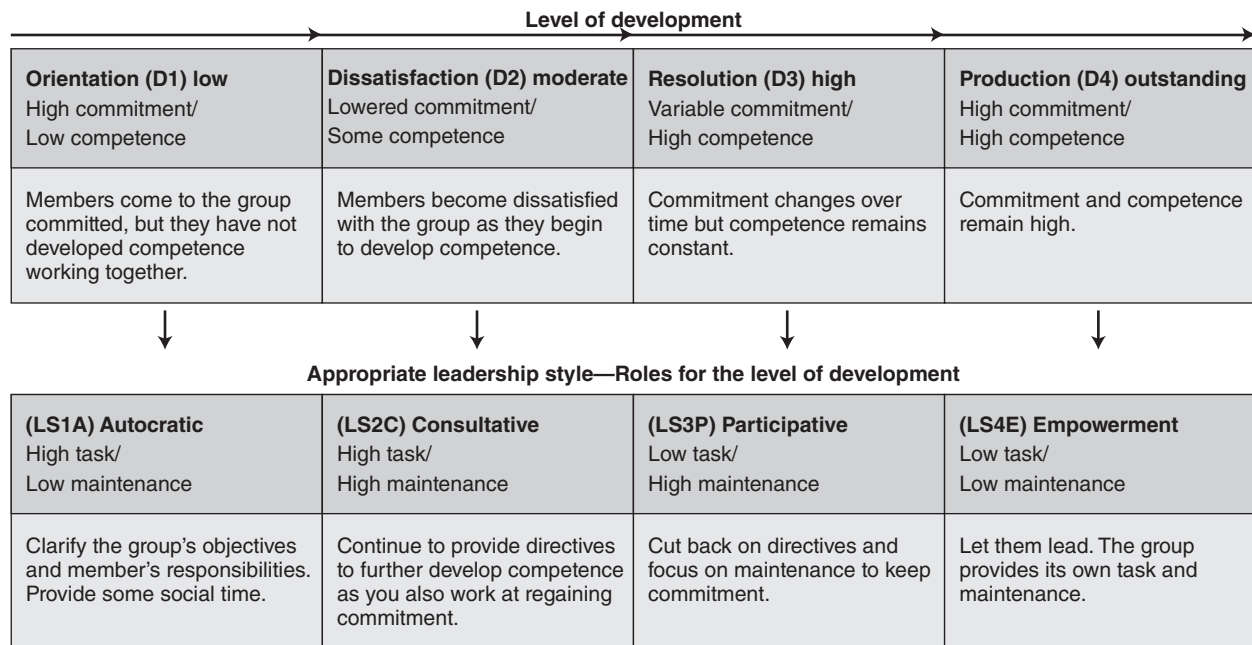 Level of development
Orientation (D1) low
High commitment/
Low competence
Dissatisfaction (D2) moderate
Lowered commitment/
Some competence
Resolution (D3) high
Variable commitment/
High competence
Production (D4) outstanding
High commitment/
High competence
Members come to the group
committed, but they have not
developed competence
working together.
Members become dissatisfied
with the group as they begin
to develop competence.
Commitment changes over
time but competence remains
constant.
Commitment and competence
remain high.
Appropriate leadership style—Roles for the level of development
(LS1A) Autocratic
High task/
Low maintenance
(LS2C) Consultative
High task/
High maintenance
(LS3P) Participative
Low task/
High maintenance
(LS4E) Empowerment
Low task/
Low maintenance
Clarify the group's objectives
and member's responsibilities.
Provide some social time.
Continue to provide directives
to further develop competence
as you also work at regaining
commitment.
Cut back on directives and
focus on maintenance to keep
commitment.
Let them lead. The group
provides its own task and
maintenance.